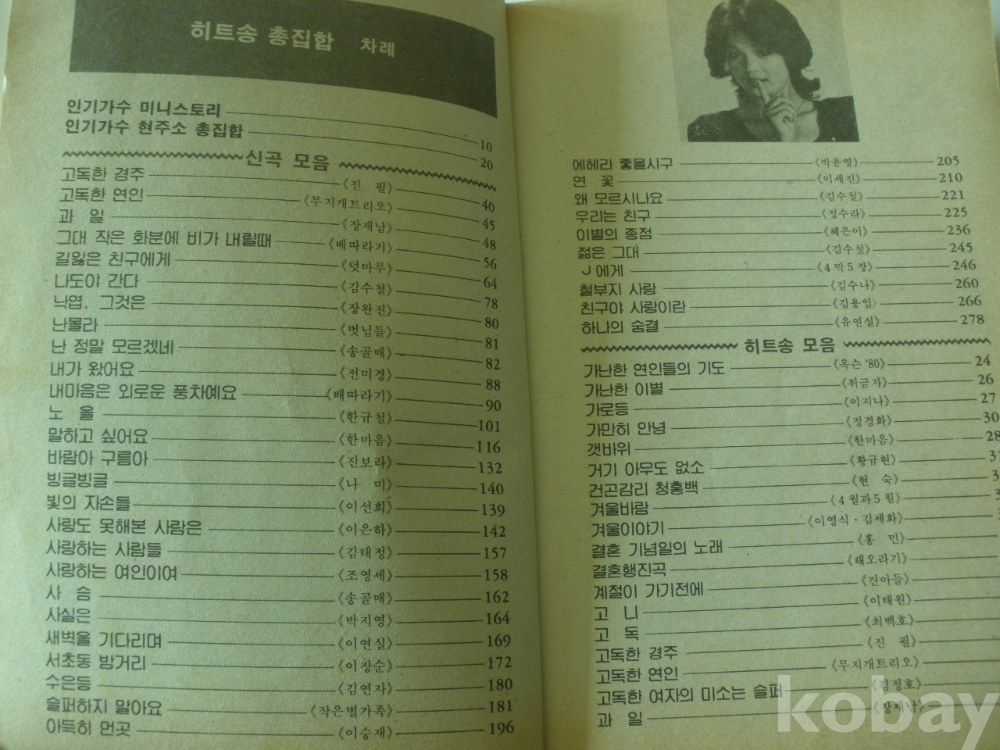 히트송 총집합 차례
인기가수 미니스토리 10
인기가수 현주소 총집합 20
신곡 모음
고독한 경주 《진 필》 40
고독한 연인 《무지개트리오》 45
과 일 《장재남》 48
그대 작은 화분에 비가 내릴때 《배따라기》 56
길잃은 친구에게 《덧마루》 64
나도야 간다 《김수철》 78
낙엽, 그것은 《장완진》 80
난몰라 《벗님들》 81
난 정말 모르겠네 《송골매》 82
내가 왔어요 《전미경》 88
내마음은 외로운 풍차예요 《배따라기》 90
노 을 《한규철》 101
말하고 싶어요 《한마음》 116
바람아 구름아 《진보라》 132
빙글빙글 《나 미》 140
빛의 자손들 《이선희》 139
사랑도 못해본 사람은 《이은하》 142
사랑하는 사람들 《김태정》 157
사랑하는 여인이여 《조영세》 158
사 슴 《송골매》 162
사실은 《박지영》 164
새벽을 기다리며 《이연실》 169
서초동 밤거리 《이장순》 172
수은등 《김연자》 180
슬퍼하지 말아요 《작은별가족》 181
아득히 먼곳 《이승재》 196
에헤라 좋을시구 《박윤영》 205
연 꽃 《이세진》 210
왜 모르시나요 《김수철》 221
우리는 친구 《정수라》 225
이별의 종점 《혜은이》 236
젊은 그대 《김수철》 245
J 에게 《4막5장》 246
철부지 사랑 《김수나》 260
친구야 사랑이란 《김용임》 266
하나의 숨결 《유연실》 278
히트송 모음
가난한 연인들의 기도 《옥슨 '80》 24
가난한 이별 《위금자》 26
가로등 《이지나》 27
가만히 안녕 《정경화》 30
갯바위 《한마음》 28
거기 아무도 없소 《황규현》
건곤감리 청홍백 《현 숙》
겨울바람 《4월과5월》
겨울이야기 《이영식·김세화》
결혼 기념일의 노래 《홍 민》
결혼행진곡 《해오라기》
계절이 가기전에 《건아들》
고 니 《이태원》
고 독 《최백호》
고독한 경주 《진 필》
고독한 연인 《무지개트리오》
고독한 여자의 미소는 슬퍼 《김정호》
과 일 《장재남》
kobay